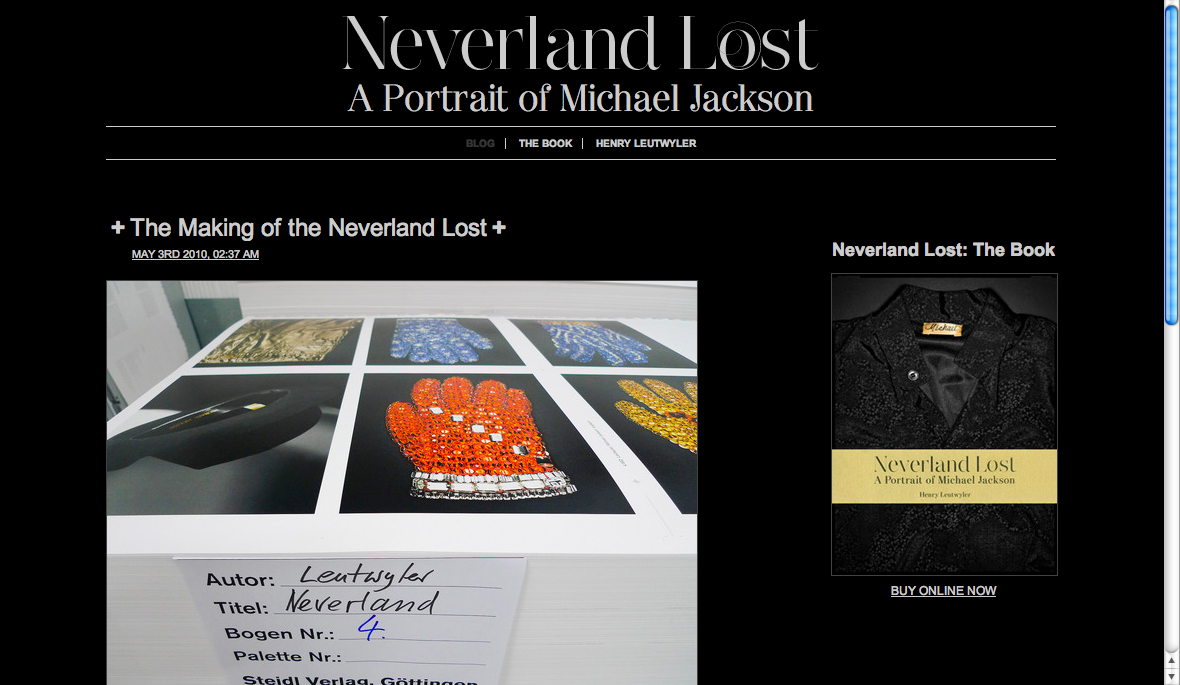 Neverland Lost
A Portrait of Michael Jackson
BLOG | THE BOOK | HENRY LEUTWYLER
+ The Making of the Neverland Lost +
MAY 3RD 2010, 02:37 AM
Autor: Leutwyler
Titel: Neverland
Bogen Nr.: 4.
Palette Nr.:
Steidl Verlag, Göttingen
Neverland Lost: The Book
Michael
Neverland Lost
A Portrait of Michael Jackson
Henry Leutwyler
BUY ONLINE NOW